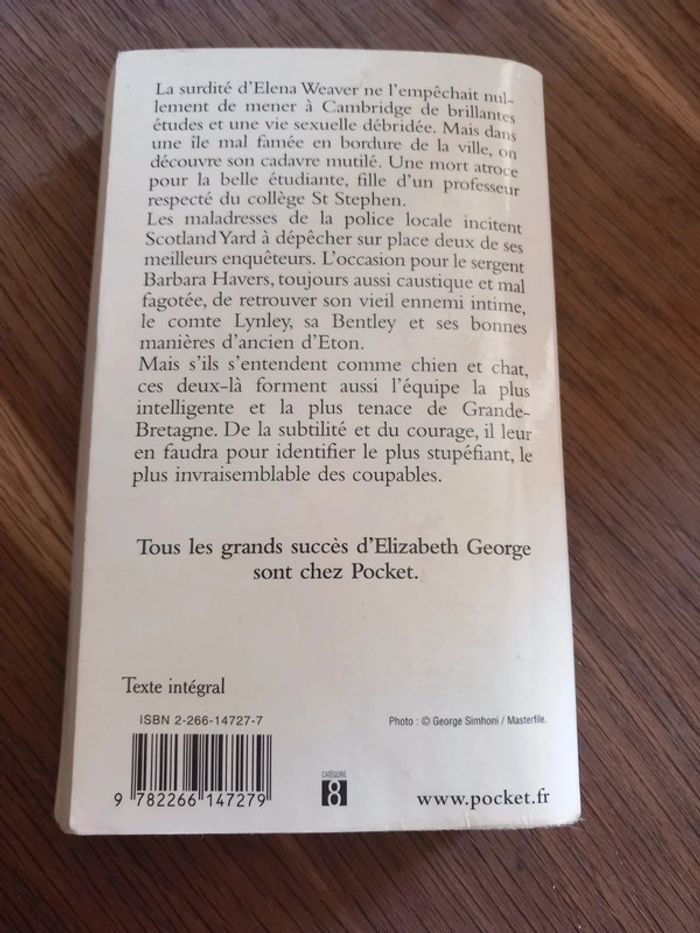 La surdité d'Elena Weaver ne l'empêchait nul-
lement de mener à Cambridge de brillantes
études et une vie sexuelle débridée. Mais dans
une île mal famée en bordure de la ville, on
découvre son cadavre mutilé. Une mort atroce
pour la belle étudiante, fille d'un professeur
respecté du collège St Stephen.
Les maladresses de la police locale incitent
Scotland Yard à dépêcher sur place deux de ses
meilleurs enquêteurs. L'occasion pour le sergent
Barbara Havers, toujours aussi caustique et mal
fagotée, de retrouver son vieil ennemi intime,
le comte Lynley, sa Bentley et ses bonnes
manières d'ancien d'Eton.
Mais s'ils s'entendent comme chien et chat,
ces deux-là forment aussi l'équipe la plus
intelligente et la plus tenace de Grande-
Bretagne. De la subtilité et du courage, il leur
en faudra pour identifier le plus stupéfiant, le
plus invraisemblable des coupables.
Tous les grands succès d'Elizabeth George
sont chez Pocket.
Texte intégral
ISBN 2-266-14727-7
Photo : © George Simhoni / Masterfile.
9 782266 147279
CATÉGORIE
8
www.pocket.fr